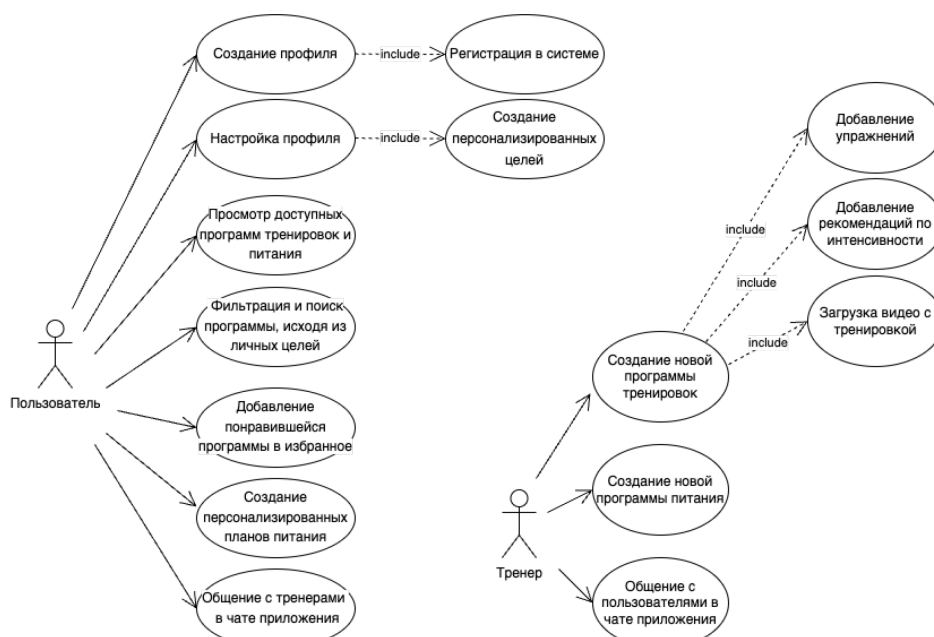 Создание профиля
include
Регистрация в системе
Настройка профиля
include
Создание
персонализированных
целей
Просмотр доступных
программ тренировок и
питания
Фильтрация и поиск
программы, исходя из
личных целей
Пользователь
Добавление
понравившейся
программы в избранное
Создание
персонализированных
планов питания
Общение с тренерами
в чате приложения
Добавление
упражнений
include
Добавление
рекомендаций по
интенсивности
include
Загрузка видео с
тренировкой
include
Создание новой
программы
тренировок
Создание новой
программы питания
Тренер
Общение с
пользователями в
чате приложения